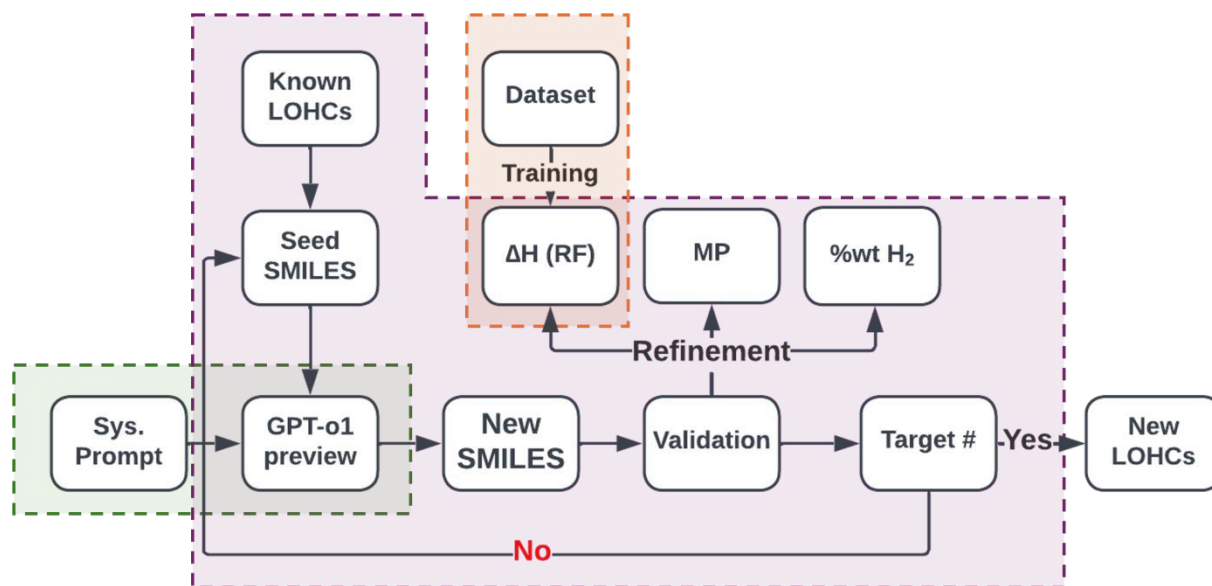 Known
LOHCs
Dataset
Training
Seed
SMILES
ΔH (RF)
MP
%wt H₂
Refinement
Sys.
Prompt
GPT-o1
preview
New
SMILES
Validation
Target #
Yes
New
LOHCs
No